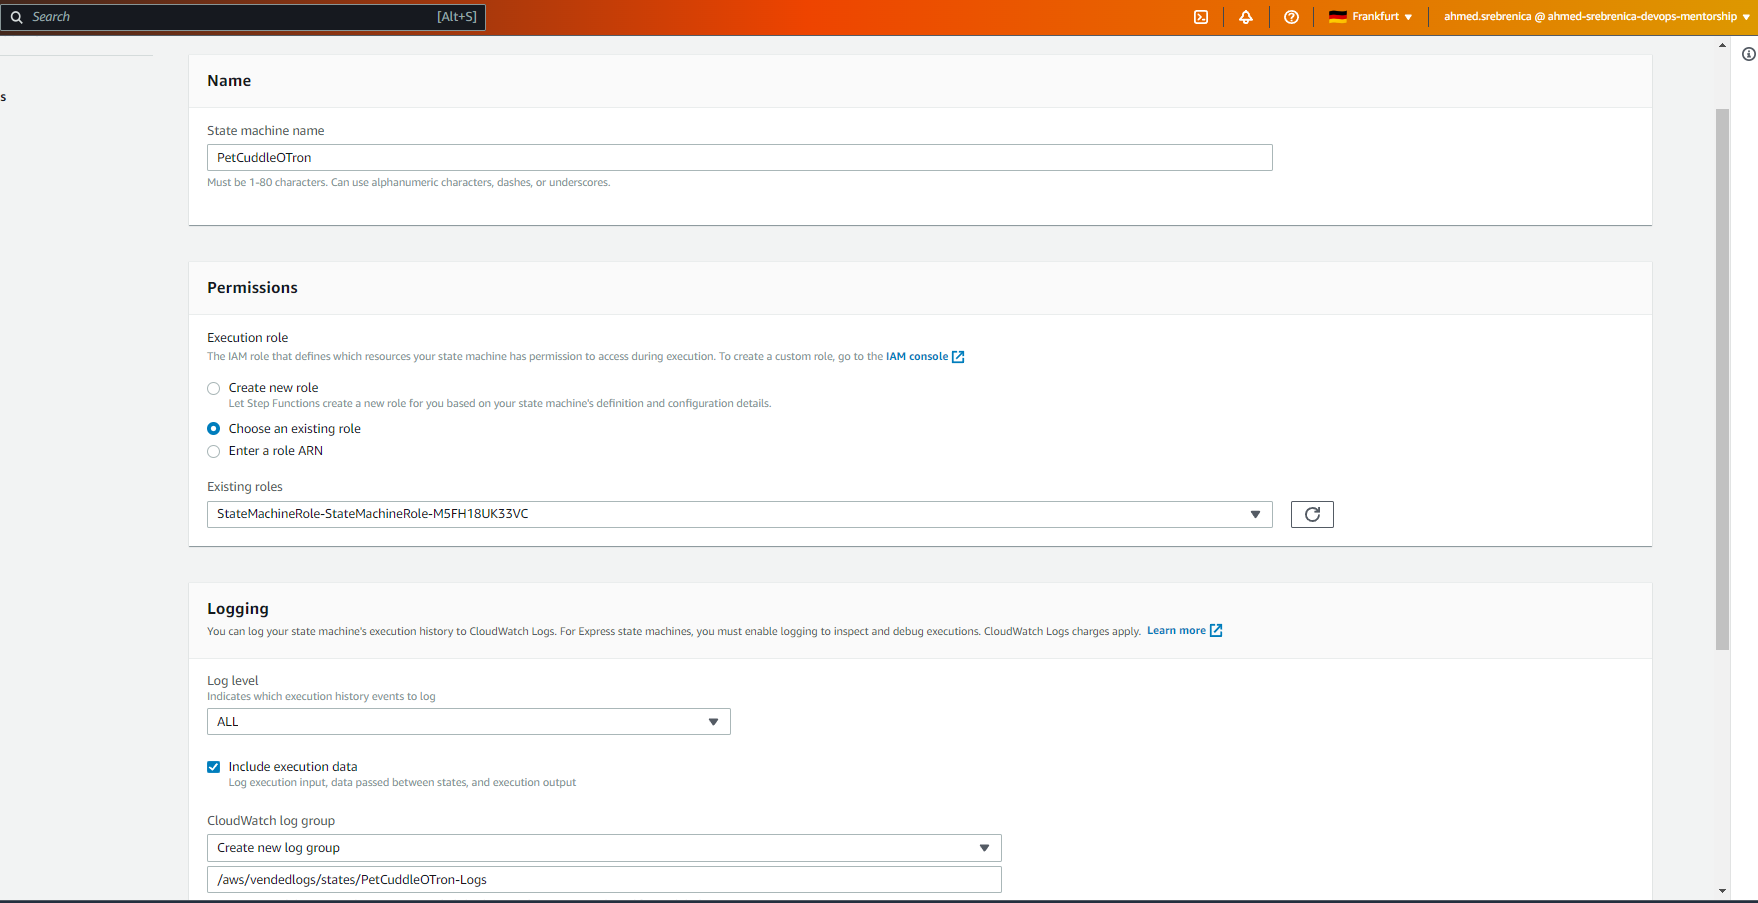 Search [Alt+S] Frankfurt ahmed.srebrenica @ ahmed-srebrenica-devops-mentorship
s
Name
State machine name
PetCuddleOTron
Must be 1-80 characters. Can use alphanumeric characters, dashes, or underscores.
Permissions
Execution role
The IAM role that defines which resources your state machine has permission to access during execution. To create a custom role, go to the IAM console
Create new role
Let Step Functions create a new role for you based on your state machine's definition and configuration details.
Choose an existing role
Enter a role ARN
Existing roles
StateMachineRole-StateMachineRole-M5FH18UK33VC
Logging
You can log your state machine's execution history to CloudWatch Logs. For Express state machines, you must enable logging to inspect and debug executions. CloudWatch Logs charges apply. Learn more
Log level
Indicates which execution history events to log
ALL
Include execution data
Log execution input, data passed between states, and execution output
CloudWatch log group
Create new log group
/aws/vendedlogs/states/PetCuddleOTron-Logs